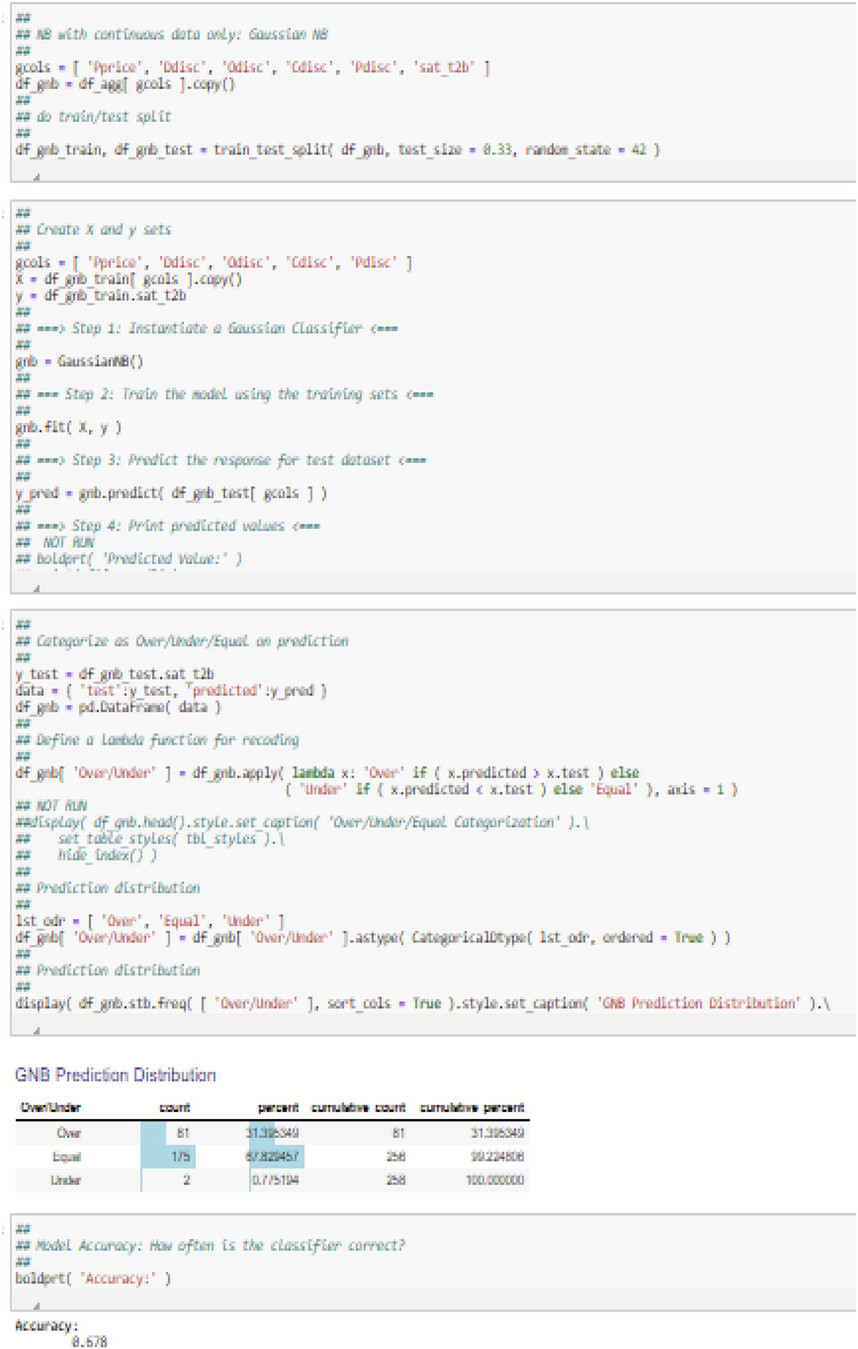 ##
## NB with continuous data only: Gaussian NB
##
gcols = [ 'Pprice', 'Ddisc', 'Odisc', 'Cdisc', 'Pdisc', 'sat_t2b' ]
df_gnb = df_agg[ gcols ].copy()
##
## do train/test split
##
df_gnb_train, df_gnb_test = train_test_split( df_gnb, test_size = 0.33, random_state = 42 )
##
## Create X and y sets
##
gcols = [ 'Pprice', 'Ddisc', 'Odisc', 'Cdisc', 'Pdisc' ]
X = df_gnb_train[ gcols ].copy()
y = df_gnb_train.sat_t2b
##
## ===> Step 1: Instantiate a Gaussian Classifier <===
##
gnb = GaussianNB()
##
## === Step 2: Train the model using the training sets <===
##
gnb.fit( X, y )
##
## ===> Step 3: Predict the response for test dataset <===
##
y_pred = gnb.predict( df_gnb_test[ gcols ] )
##
## ===> Step 4: Print predicted values <===
##  NOT RUN
## boldprt( 'Predicted Value:' )
##
## Categorize as Over/Under/Equal on prediction
##
y_test = df_gnb_test.sat_t2b
data = { 'test':y_test, 'predicted':y_pred }
df_gnb = pd.DataFrame( data )
##
## Define a lambda function for recoding
##
df_gnb[ 'Over/Under' ] = df_gnb.apply( lambda x: 'Over' if ( x.predicted > x.test ) else
( 'Under' if ( x.predicted < x.test ) else 'Equal' ), axis = 1 )
## NOT RUN
##display( df_gnb.head().style.set_caption( 'Over/Under/Equal Categorization' ).\
##    set_table_styles( tbl_styles ).\
##    hide_index() )
##
## Prediction distribution
##
lst_odr = [ 'Over', 'Equal', 'Under' ]
df_gnb[ 'Over/Under' ] = df_gnb[ 'Over/Under' ].astype( CategoricalDtype( lst_odr, ordered = True ) )
##
## Prediction distribution
##
display( df_gnb.stb.freq( [ 'Over/Under' ], sort_cols = True ).style.set_caption( 'GNB Prediction Distribution' ).\
GNB Prediction Distribution
Over/Under count percent cumulative count cumulative percent
Over 81 31.395349 81 31.395349
Equal 175 67.829457 256 99.224806
Under 2 0.775194 258 100.000000
##
## Model Accuracy: How often is the classifier correct?
##
boldprt( 'Accuracy:' )
Accuracy:
0.678